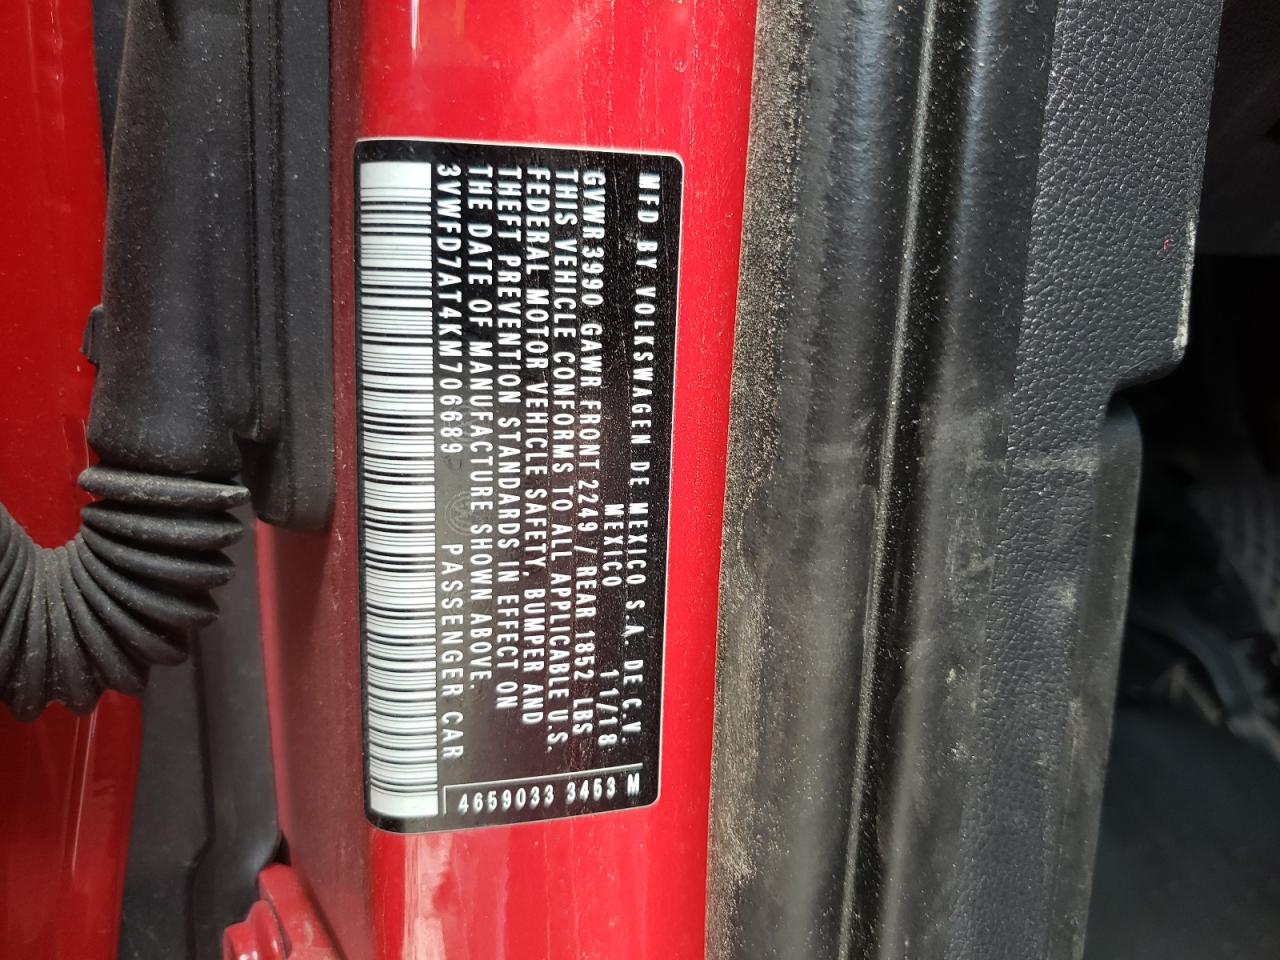 MFD BY VOLKSWAGEN DE MEXICO S.A. DE C.V.
MEXICO 11/18
GVWR 3990 GAWR FRONT 2249 / REAR 1852 LBS
THIS VEHICLE CONFORMS TO ALL APPLICABLE U.S.
FEDERAL MOTOR VEHICLE SAFETY, BUMPER AND
THEFT PREVENTION STANDARDS IN EFFECT ON
THE DATE OF MANUFACTURE SHOWN ABOVE.
3VWFD7AT4KM706689 PASSENGER CAR
4659033 3453 M